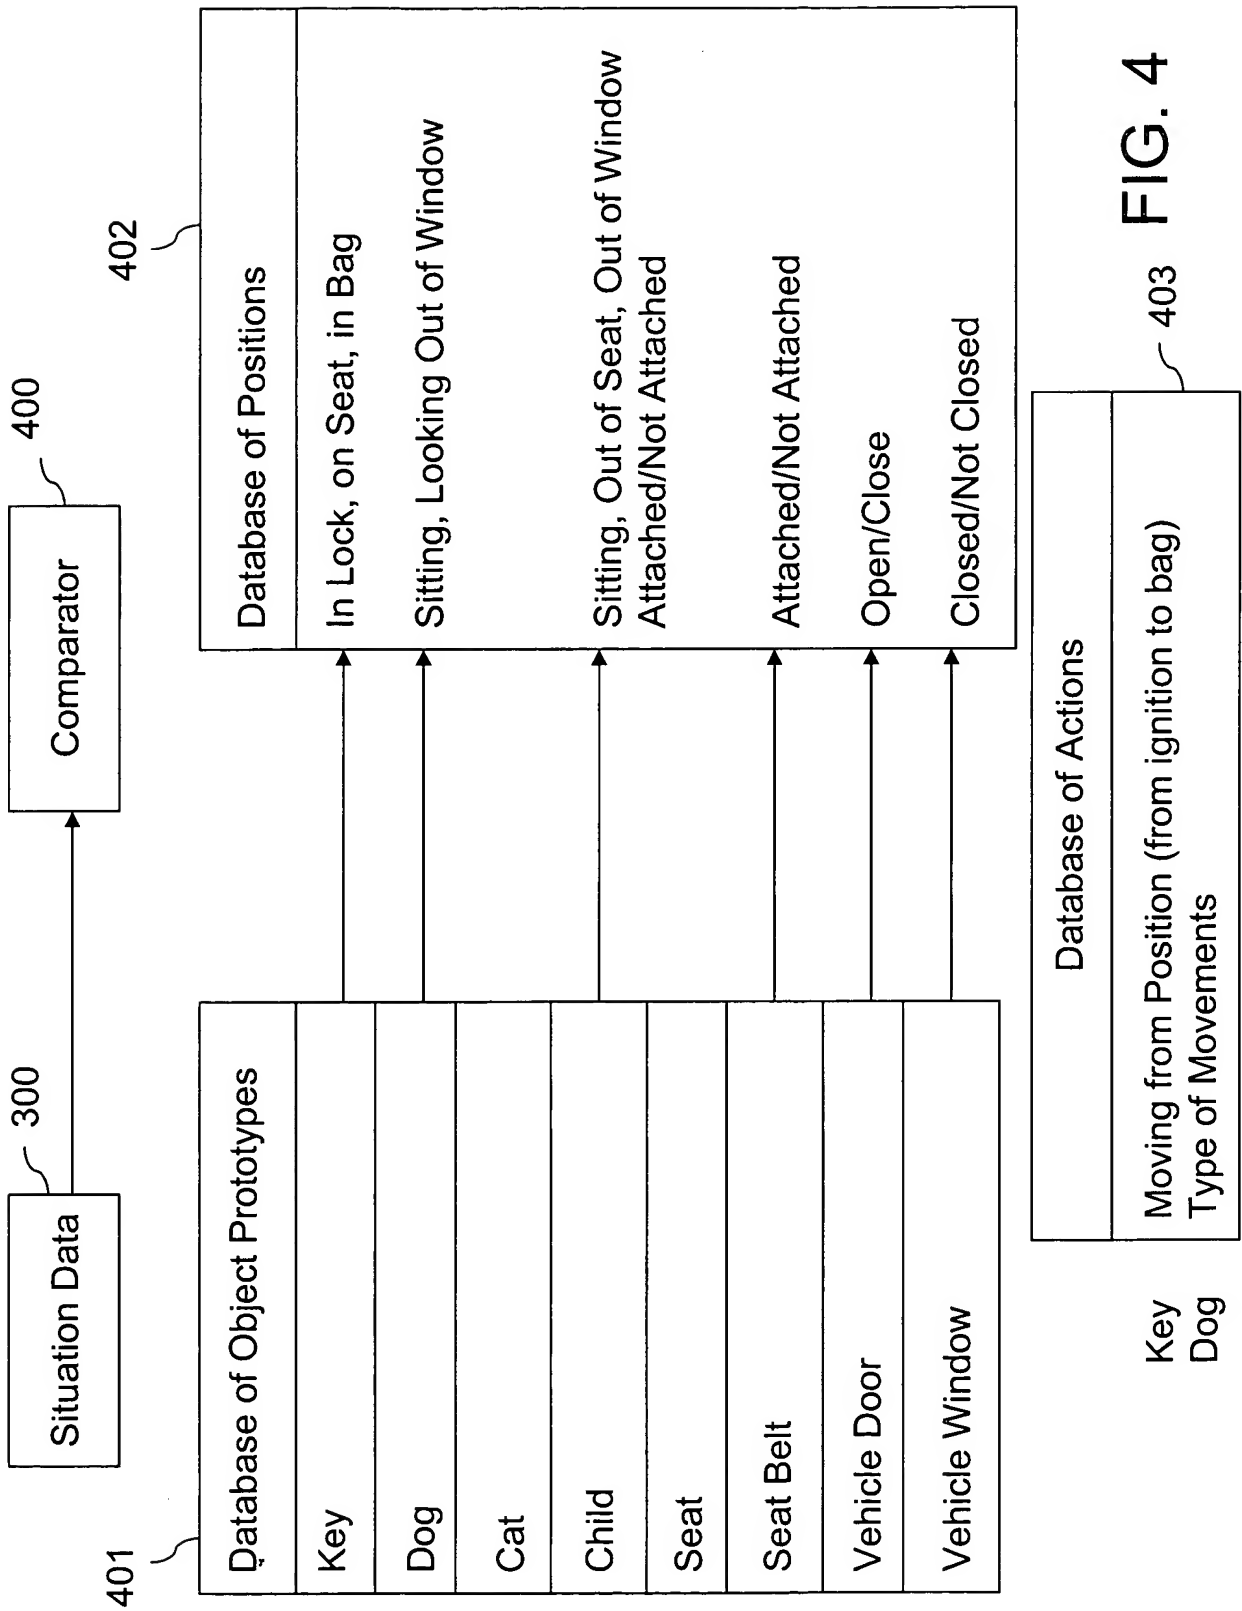 300
Situation Data
400
Comparator
401
Database of Object Prototypes
Key
Dog
Cat
Child
Seat
Seat Belt
Vehicle Door
Vehicle Window
402
Database of Positions
In Lock, on Seat, in Bag
Sitting, Looking Out of Window
Sitting, Out of Seat, Out of Window
Attached/Not Attached
Attached/Not Attached
Open/Close
Closed/Not Closed
Database of Actions
403
Key
Moving from Position (from ignition to bag)
Dog
Type of Movements
FIG. 4